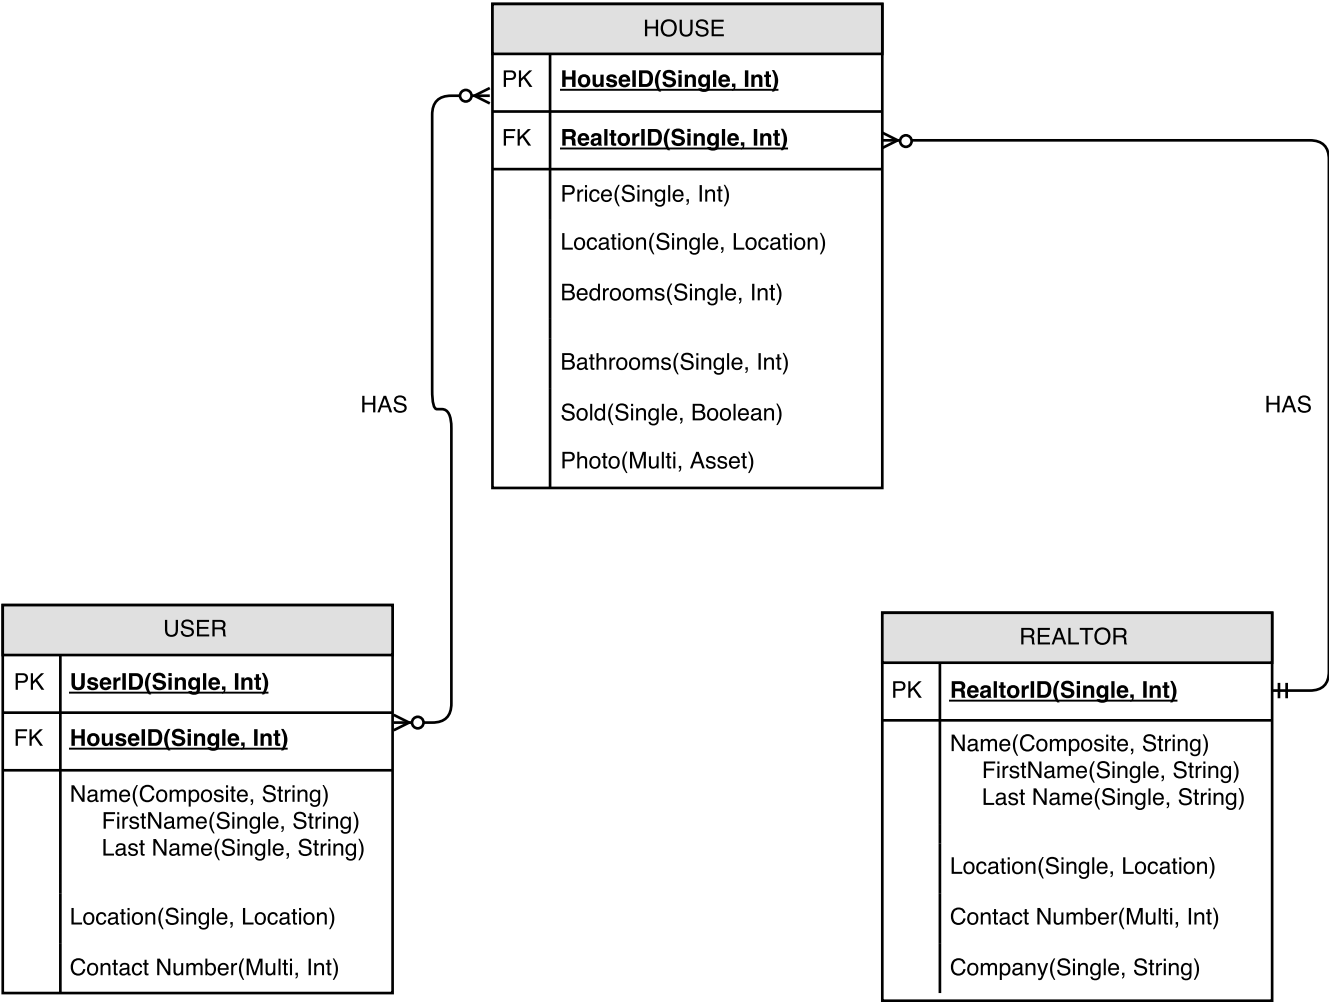 HOUSE
PK HouseID(Single, Int)
FK RealtorID(Single, Int)
Price(Single, Int)
Location(Single, Location)
Bedrooms(Single, Int)
Bathrooms(Single, Int)
Sold(Single, Boolean)
Photo(Multi, Asset)
HAS
HAS
USER
PK UserID(Single, Int)
FK HouseID(Single, Int)
Name(Composite, String)
FirstName(Single, String)
Last Name(Single, String)
Location(Single, Location)
Contact Number(Multi, Int)
REALTOR
PK RealtorID(Single, Int)
Name(Composite, String)
FirstName(Single, String)
Last Name(Single, String)
Location(Single, Location)
Contact Number(Multi, Int)
Company(Single, String)